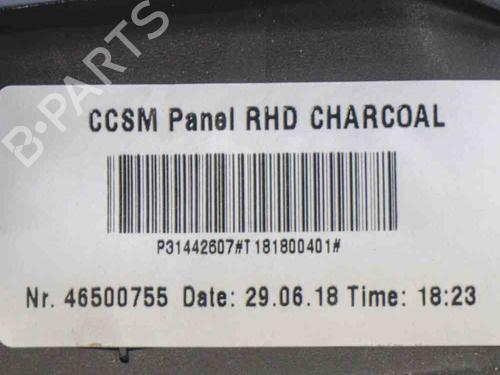 CCSM Panel RHD CHARCOAL
P31442607#T181800401#
Nr. 46500755 Date: 29.06.18 Time: 18:23
B-PARTS